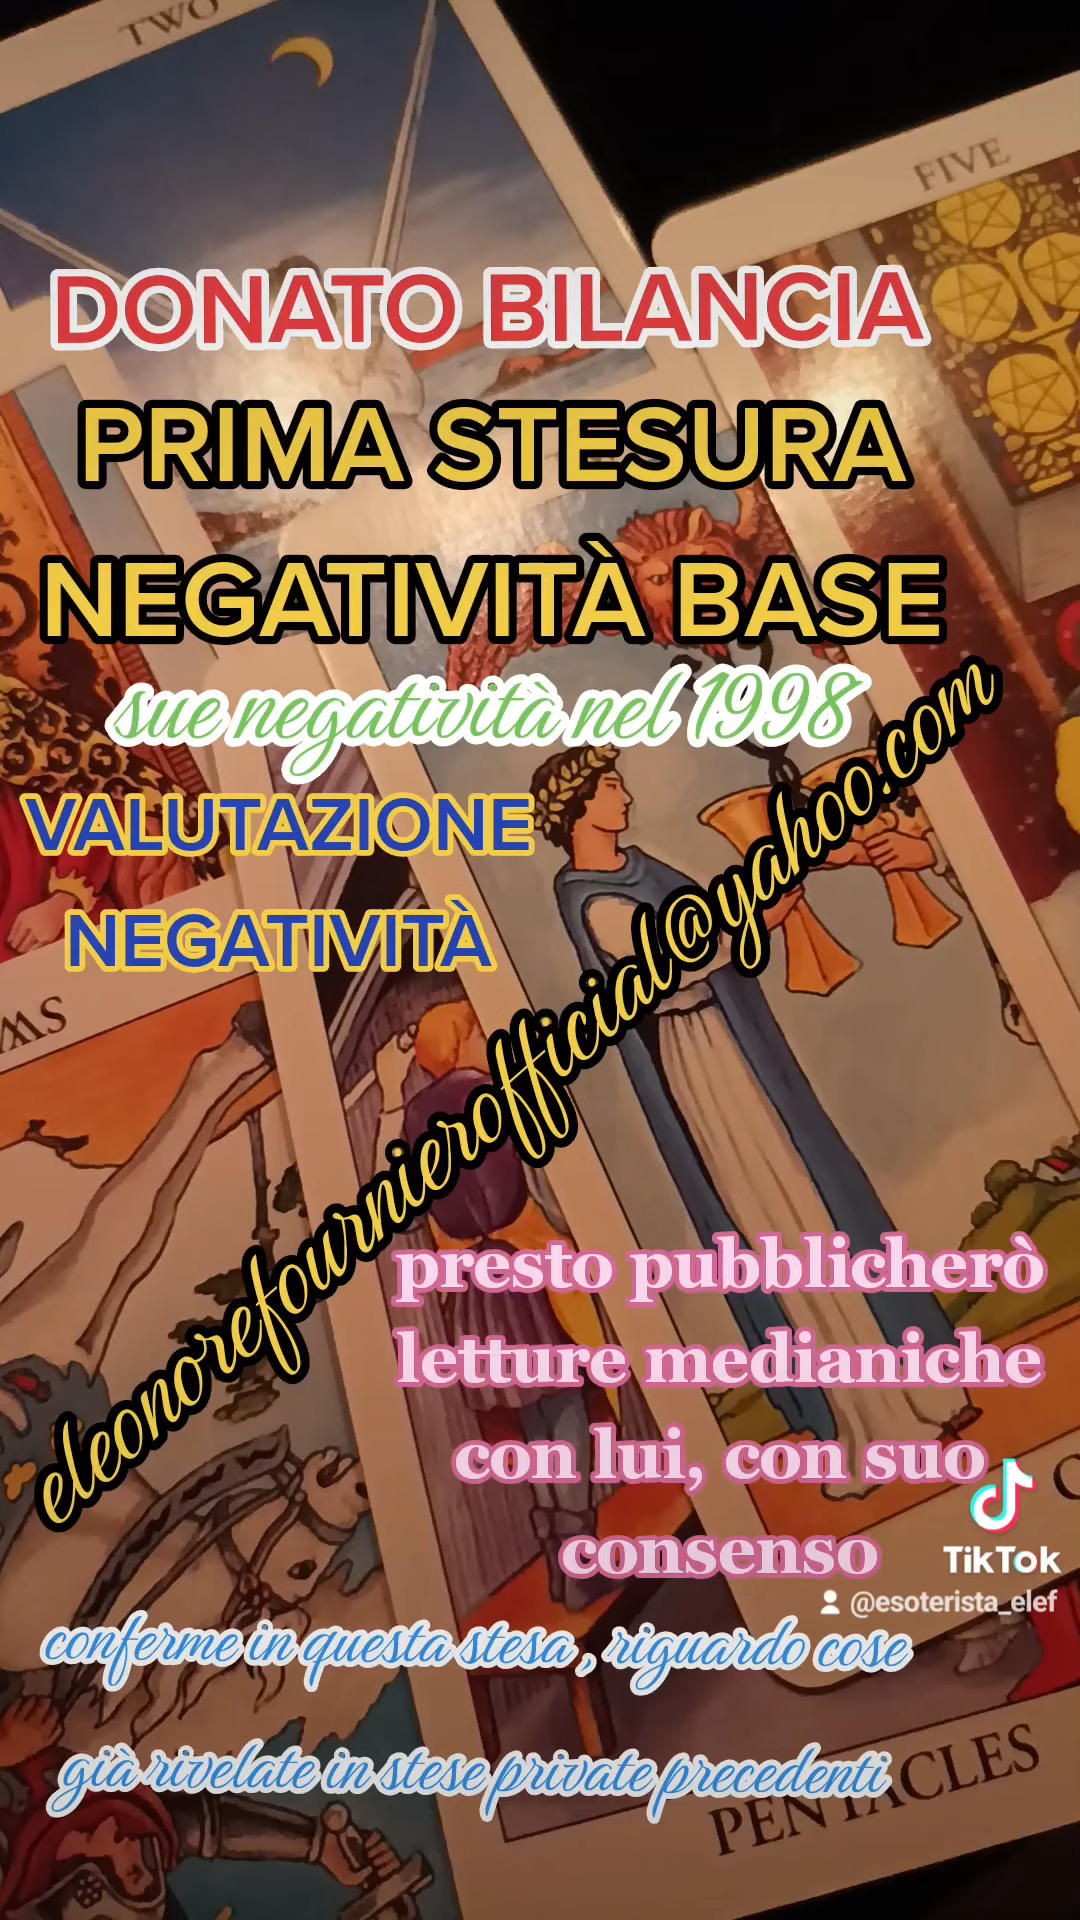 TWO
FIVE
DONATO BILANCIA
PRIMA STESURA
NEGATIVITÀ BASE
sue negatività nel 1998
VALUTAZIONE
NEGATIVITÀ
eleonorefournierofficial@yahoo.com
presto pubblicherò
letture medianiche
con lui, con suo
consenso
TikTok
@esoterista_elef
conferme in questa stesa , riguardo cose
già rivelate in stese private precedenti
PENTACLES